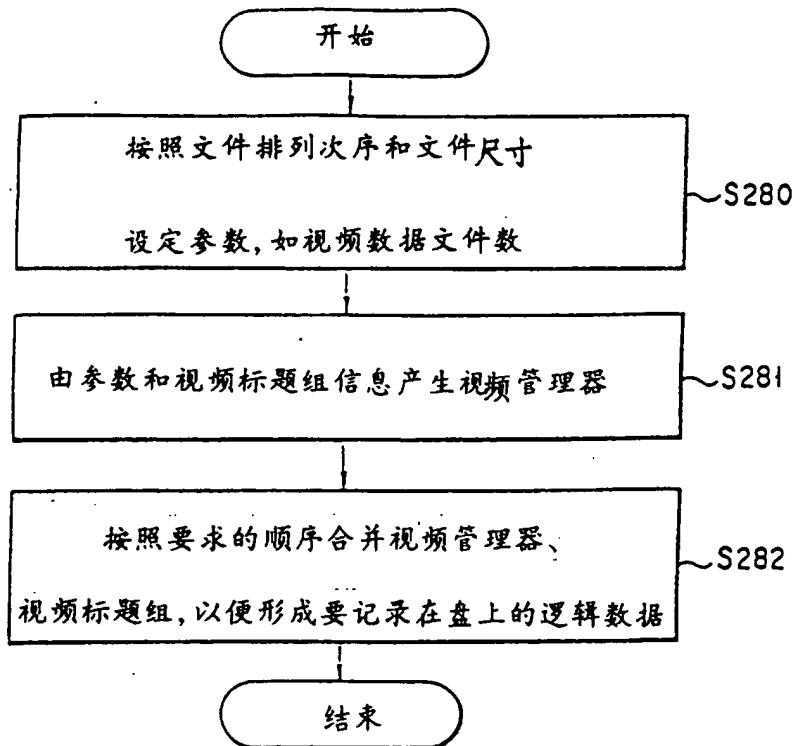 开始
按照文件排列次序和文件尺寸
设定参数,如视频数据文件数
S280
由参数和视频标题组信息产生视频管理器
S281
按照要求的顺序合并视频管理器、
视频标题组,以便形成要记录在盘上的逻辑数据
S282
结束